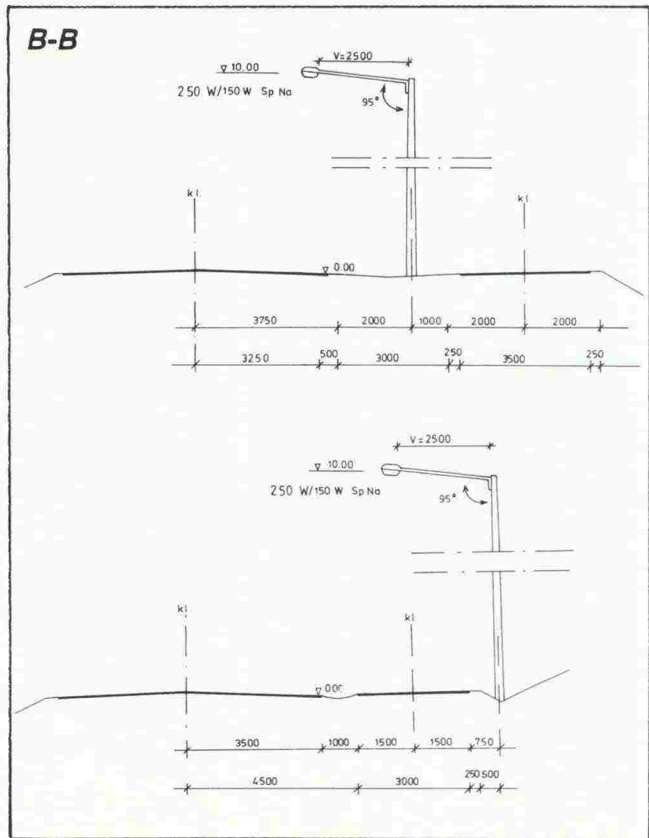 B-B
V=2500
10.00
250 W/150 W Sp Na
95°
kl.
kl.
0.00
3750 2000 1000 2000 2000
3250 500 3000 250 3500 250
V=2500
10.00
250 W/150 W Sp Na
95°
kl.
kl.
0.00
3500 1000 1500 1500 750
4500 3000 250 500